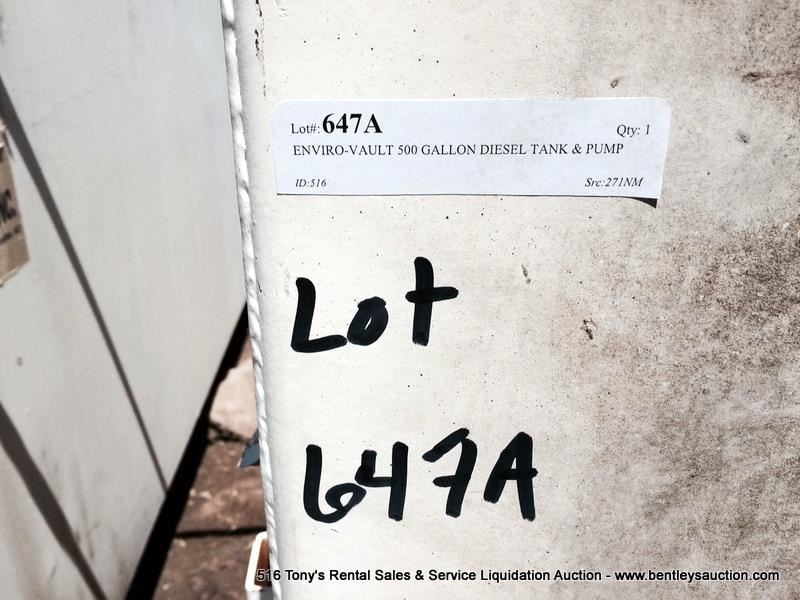 Lot#: 647A Qty: 1
ENVIRO-VAULT 500 GALLON DIESEL TANK & PUMP
ID:516 Src:271NM
Lot
647A
516 Tony's Rental Sales & Service Liquidation Auction - www.bentleysauction.com